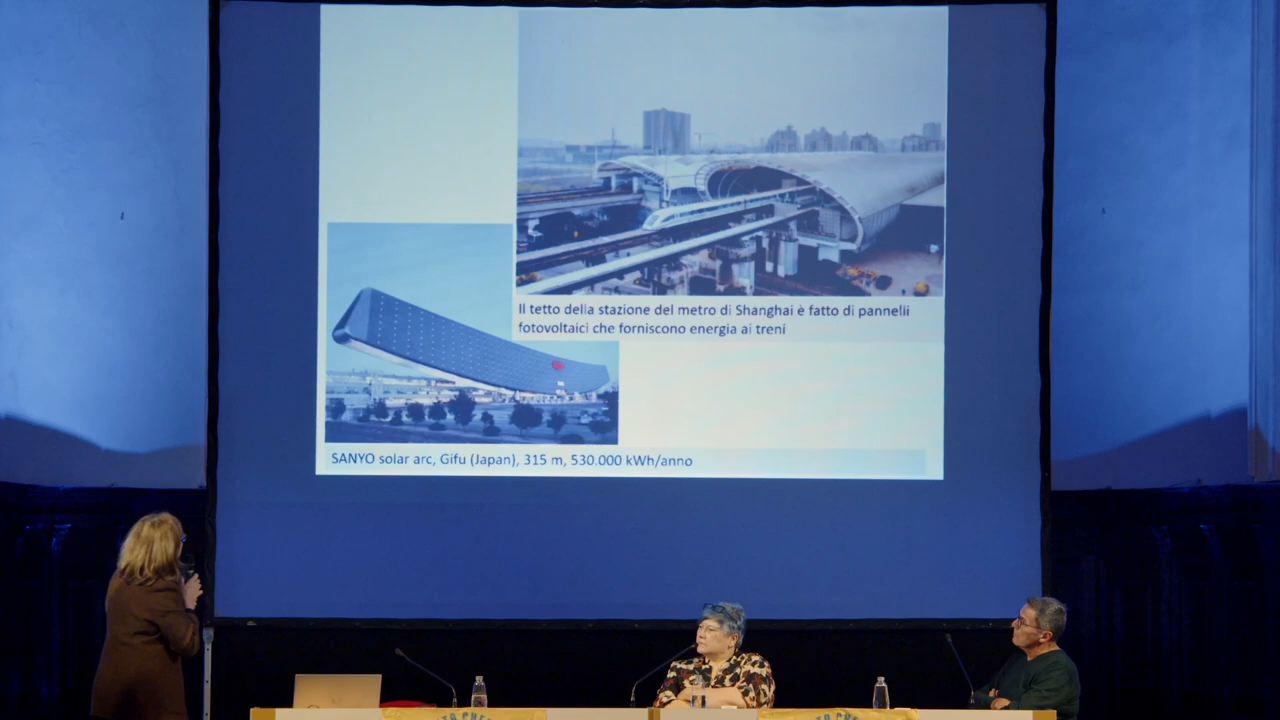 Il tetto della stazione del metro di Shanghai è fatto di pannelii
fotovoltaici che forniscono energia ai treni
SANYO solar arc, Gifu (Japan), 315 m, 530.000 kWh/anno